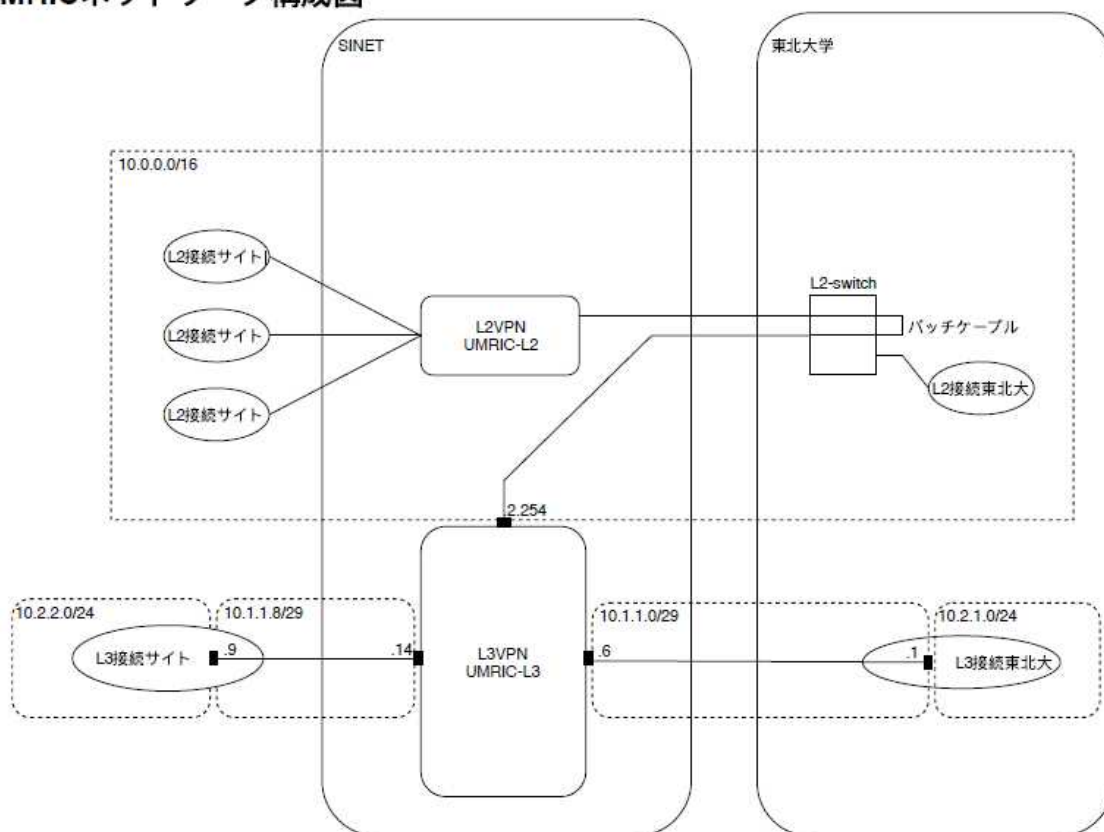 SINET
東北大学
10.0.0.0/16
L2接続サイト
L2-switch
L2VPN
UMRIC-L2
パッチケーブル
L2接続サイト
L2接続東北大
L2接続サイト
.2.254
10.2.2.0/24
10.1.1.8/29
10.1.1.0/29
10.2.1.0/24
L3接続サイト
.9
.14
L3VPN
UMRIC-L3
.6
.1
L3接続東北大